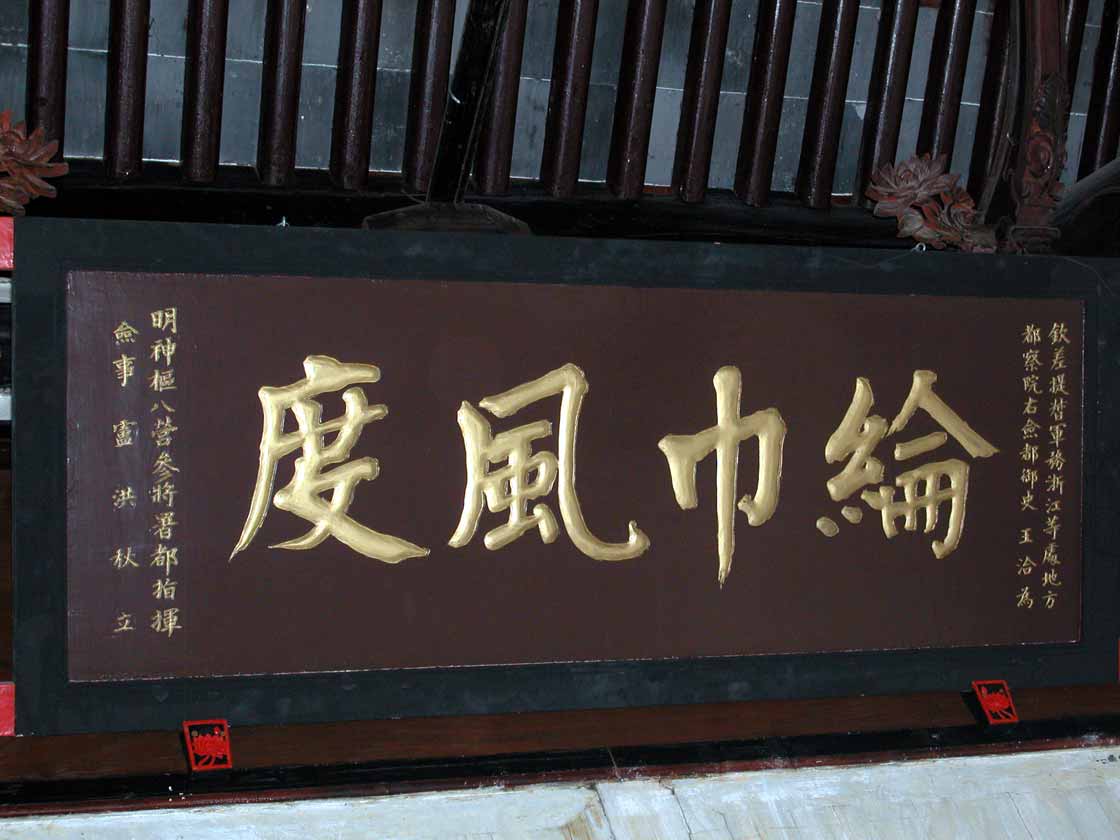 欽差提督軍務浙江等處地方
都察院右僉都御史 王洽 為
綸巾風度
明神樞八營參將署都指揮
僉事 盧 洪 秋 立